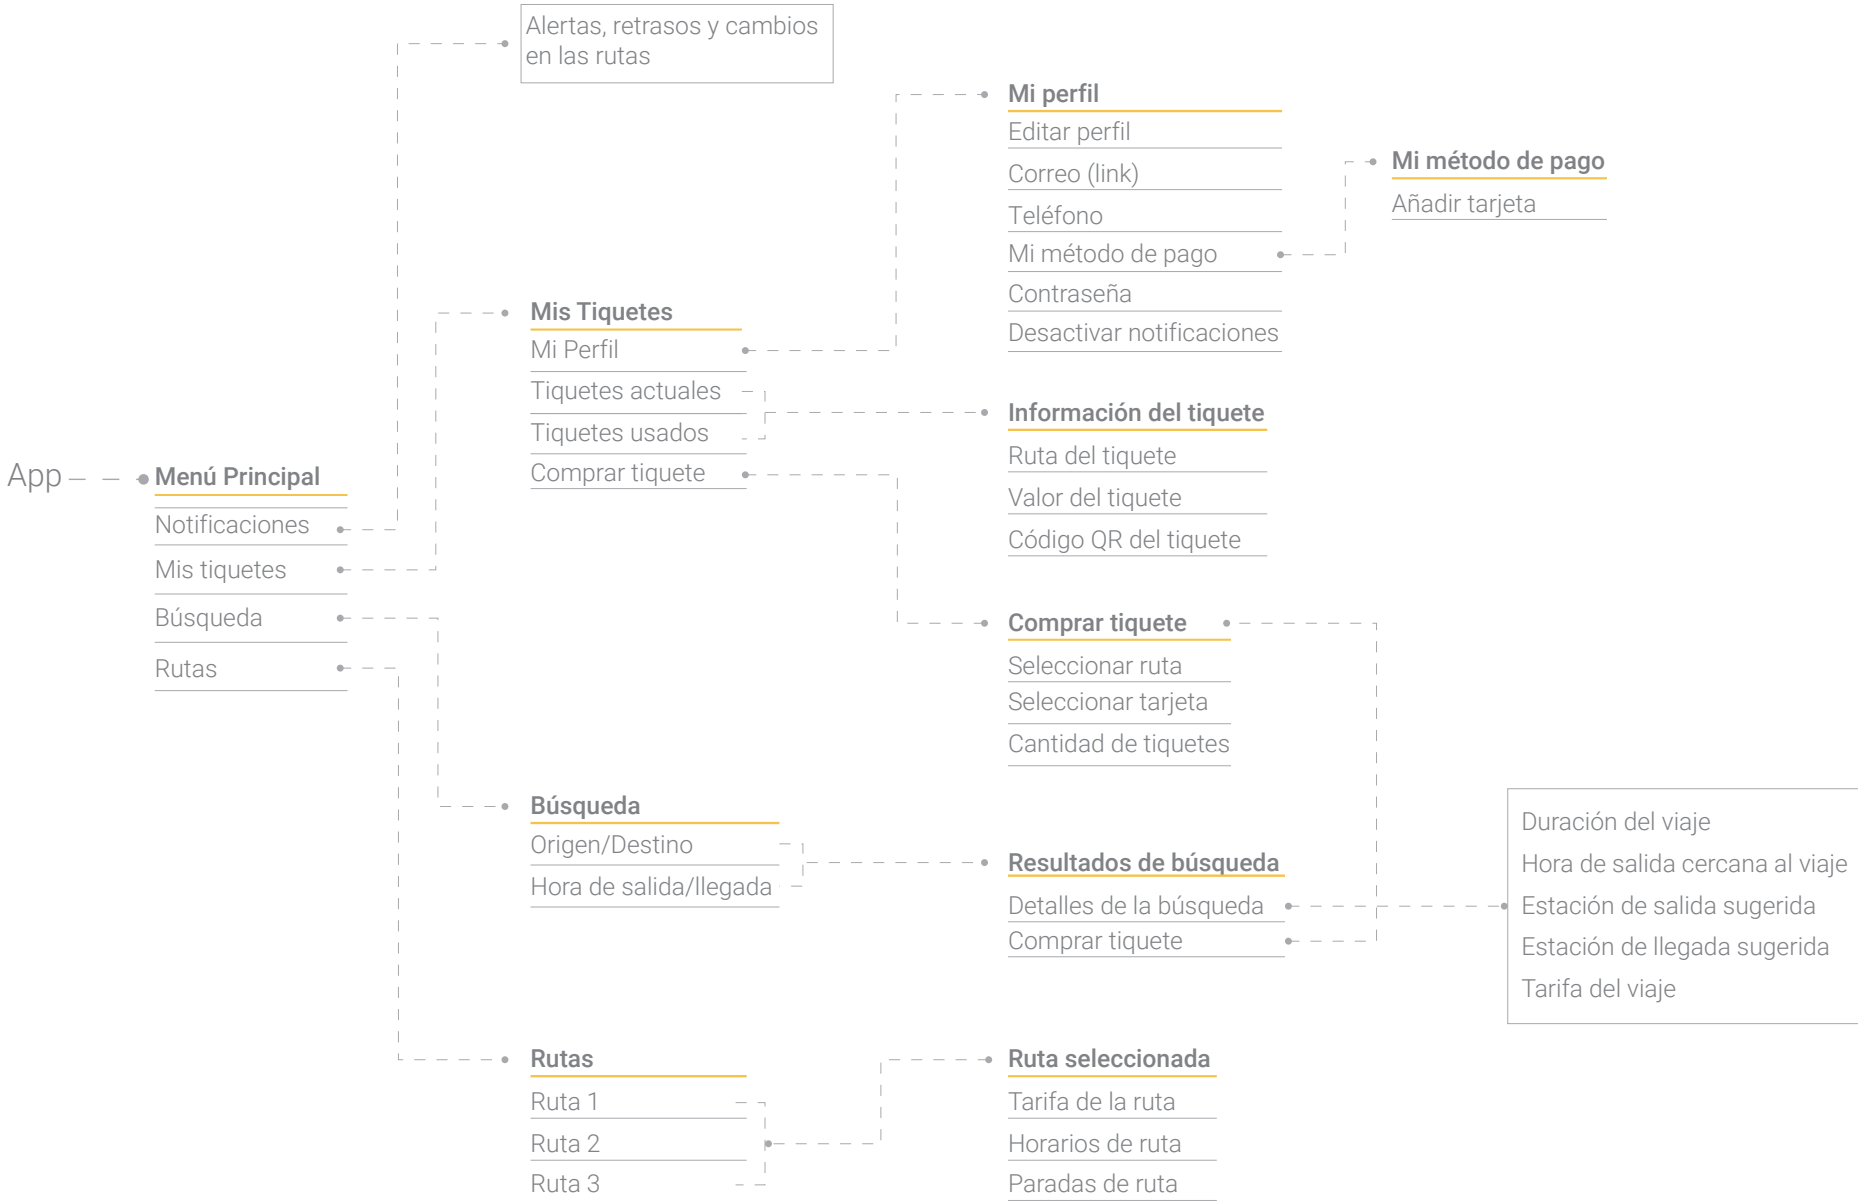 Alertas, retrasos y cambios
en las rutas
App
Menú Principal
Notificaciones
Mis tiquetes
Búsqueda
Rutas
Mis Tiquetes
Mi Perfil
Tiquetes actuales
Tiquetes usados
Comprar tiquete
Búsqueda
Origen/Destino
Hora de salida/llegada
Rutas
Ruta 1
Ruta 2
Ruta 3
Mi perfil
Editar perfil
Correo (link)
Teléfono
Mi método de pago
Contraseña
Desactivar notificaciones
Mi método de pago
Añadir tarjeta
Información del tiquete
Ruta del tiquete
Valor del tiquete
Código QR del tiquete
Comprar tiquete
Seleccionar ruta
Seleccionar tarjeta
Cantidad de tiquetes
Resultados de búsqueda
Detalles de la búsqueda
Comprar tiquete
Duración del viaje
Hora de salida cercana al viaje
Estación de salida sugerida
Estación de llegada sugerida
Tarifa del viaje
Ruta seleccionada
Tarifa de la ruta
Horarios de ruta
Paradas de ruta